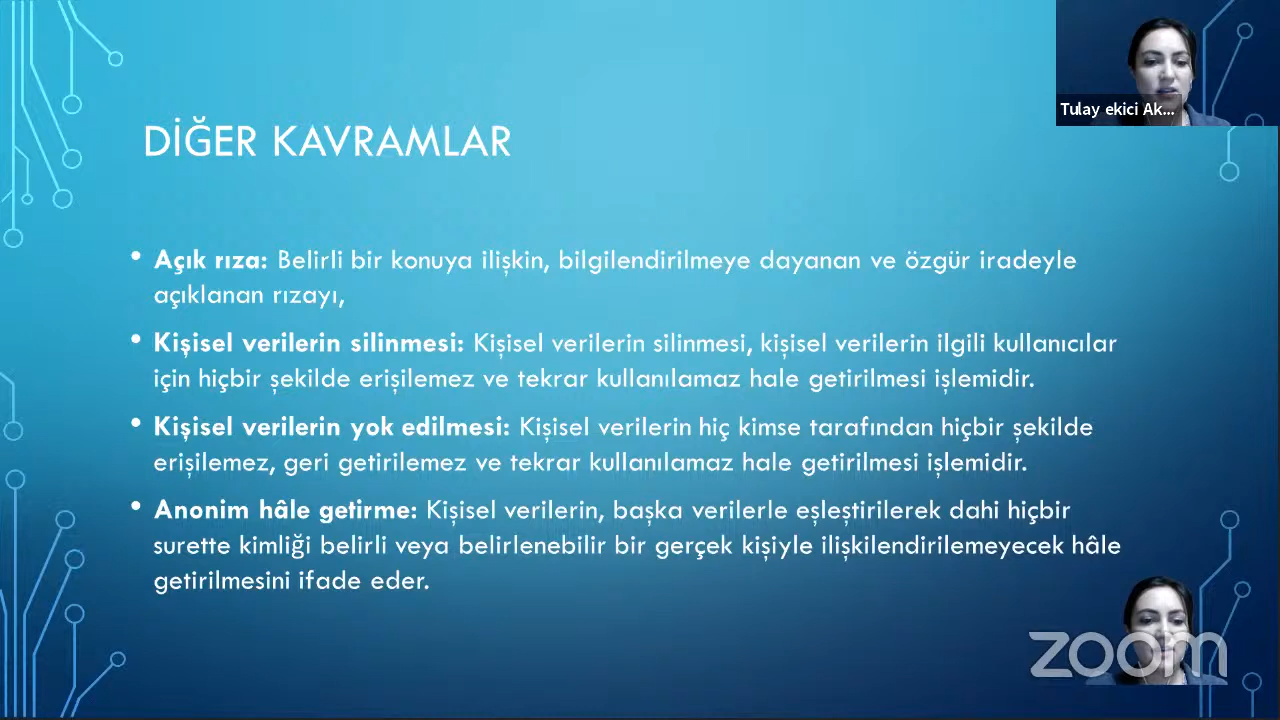 Tulay ekici Ak...
DİĞER KAVRAMLAR
• Açık rıza: Belirli bir konuya ilişkin, bilgilendirilmeye dayanan ve özgür iradeyle
açıklanan rızayı,
• Kişisel verilerin silinmesi: Kişisel verilerin silinmesi, kişisel verilerin ilgili kullanıcılar
için hiçbir şekilde erişilemez ve tekrar kullanılamaz hale getirilmesi işlemidir.
• Kişisel verilerin yok edilmesi: Kişisel verilerin hiç kimse tarafından hiçbir şekilde
erişilemez, geri getirilemez ve tekrar kullanılamaz hale getirilmesi işlemidir.
• Anonim hâle getirme: Kişisel verilerin, başka verilerle eşleştirilerek dahi hiçbir
surette kimliği belirli veya belirlenebilir bir gerçek kişiyle ilişkilendirilemeyecek hâle
getirilmesini ifade eder.
zoom